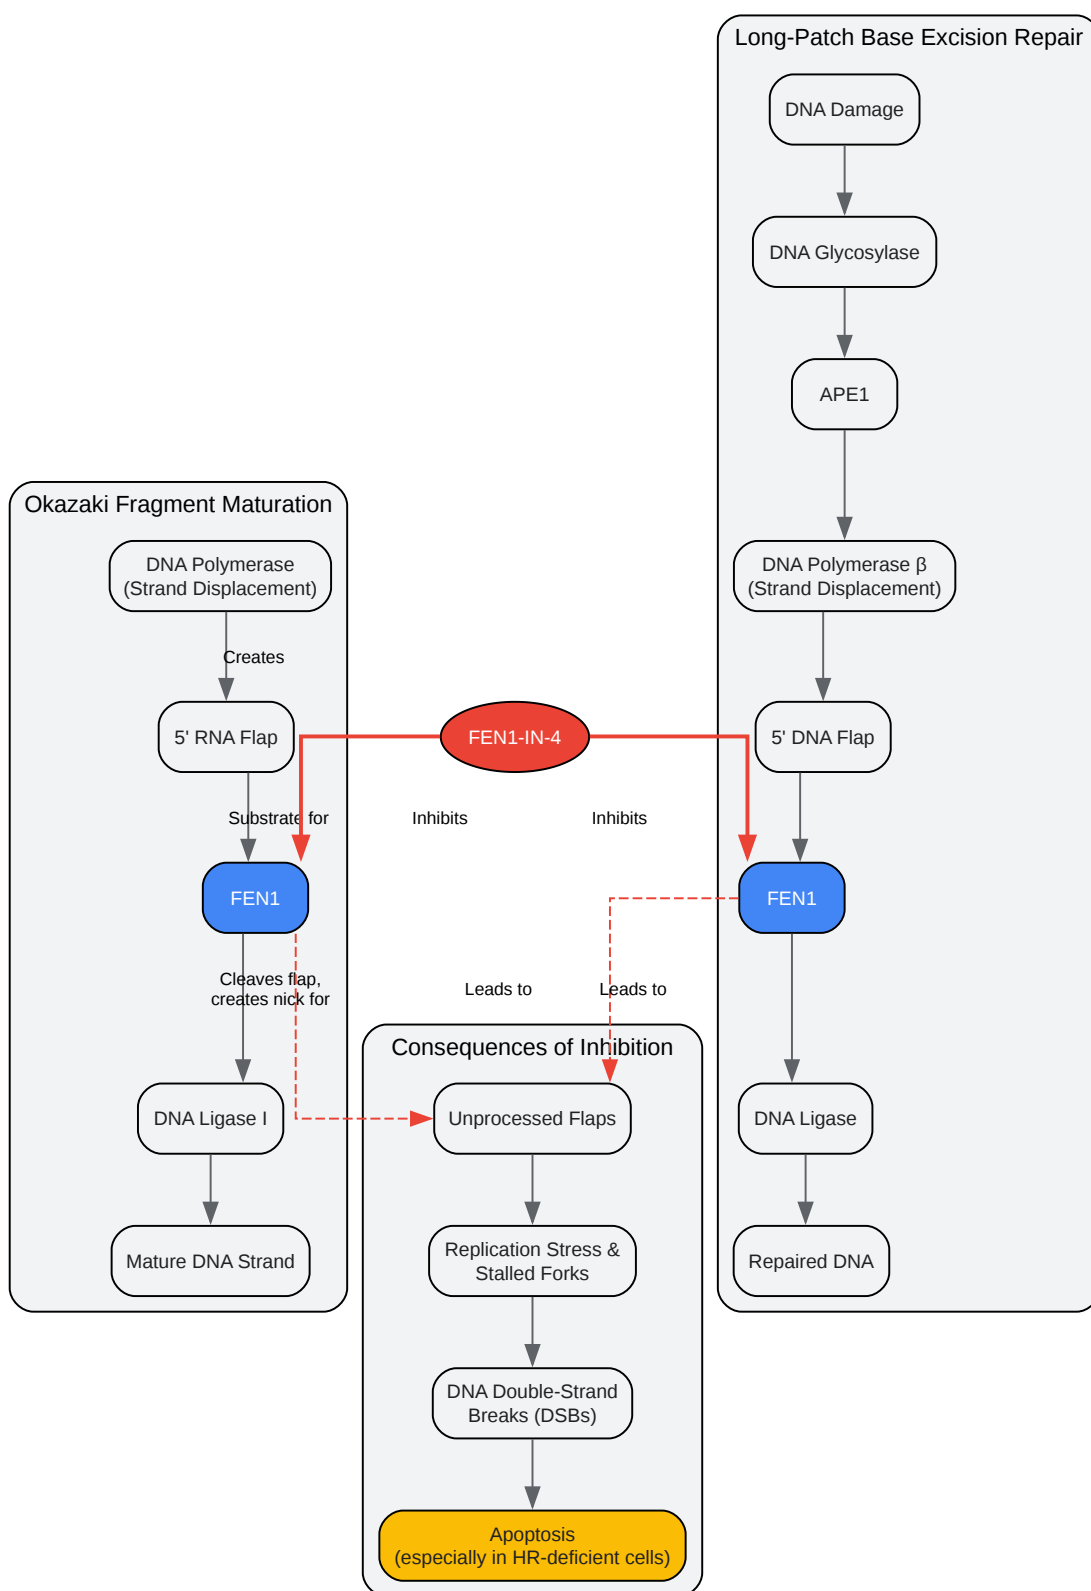 Long-Patch Base Excision Repair
DNA Damage
DNA Glycosylase
APE1
DNA Polymerase β
(Strand Displacement)
5' DNA Flap
FEN1
DNA Ligase
Repaired DNA
Okazaki Fragment Maturation
DNA Polymerase
(Strand Displacement)
Creates
5' RNA Flap
Substrate for
FEN1
Cleaves flap,
creates nick for
DNA Ligase I
Mature DNA Strand
FEN1-IN-4
Inhibits
Inhibits
Leads to
Leads to
Consequences of Inhibition
Unprocessed Flaps
Replication Stress &
Stalled Forks
DNA Double-Strand
Breaks (DSBs)
Apoptosis
(especially in HR-deficient cells)